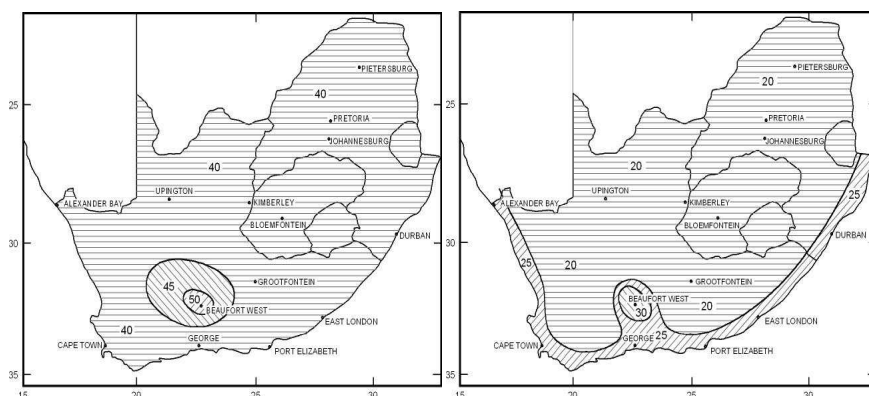 PIETERSBURG
40
25
PRETORIA
JOHANNESBURG
40
UPINGTON
KIMBERLEY
ALEXANDER BAY
BLOEMFONTEIN
DURBAN
30
45
GROOTFONTEIN
50
BEAUFORT WEST
EAST LONDON
40
GEORGE
CAPE TOWN
PORT ELIZABETH
35
15 20 25 30
PIETERSBURG
20
25
PRETORIA
JOHANNESBURG
20
UPINGTON
KIMBERLEY
25
ALEXANDER BAY
BLOEMFONTEIN
DURBAN
30
25
20
GROOTFONTEIN
BEAUFORT WEST
20
30
EAST LONDON
25
GEORGE
CAPE TOWN
PORT ELIZABETH
35
15 20 25 30